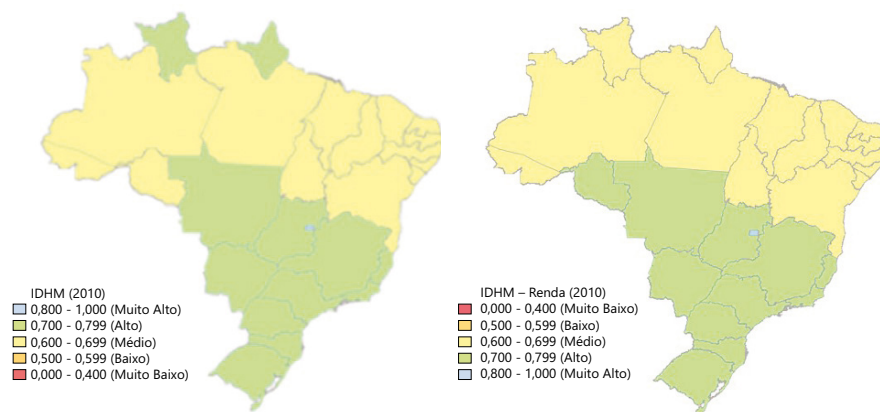 IDHM (2010)
0,800 - 1,000 (Muito Alto)
0,700 - 0,799 (Alto)
0,600 - 0,699 (Médio)
0,500 - 0,599 (Baixo)
0,000 - 0,400 (Muito Baixo)
IDHM – Renda (2010)
0,000 - 0,400 (Muito Baixo)
0,500 - 0,599 (Baixo)
0,600 - 0,699 (Médio)
0,700 - 0,799 (Alto)
0,800 - 1,000 (Muito Alto)